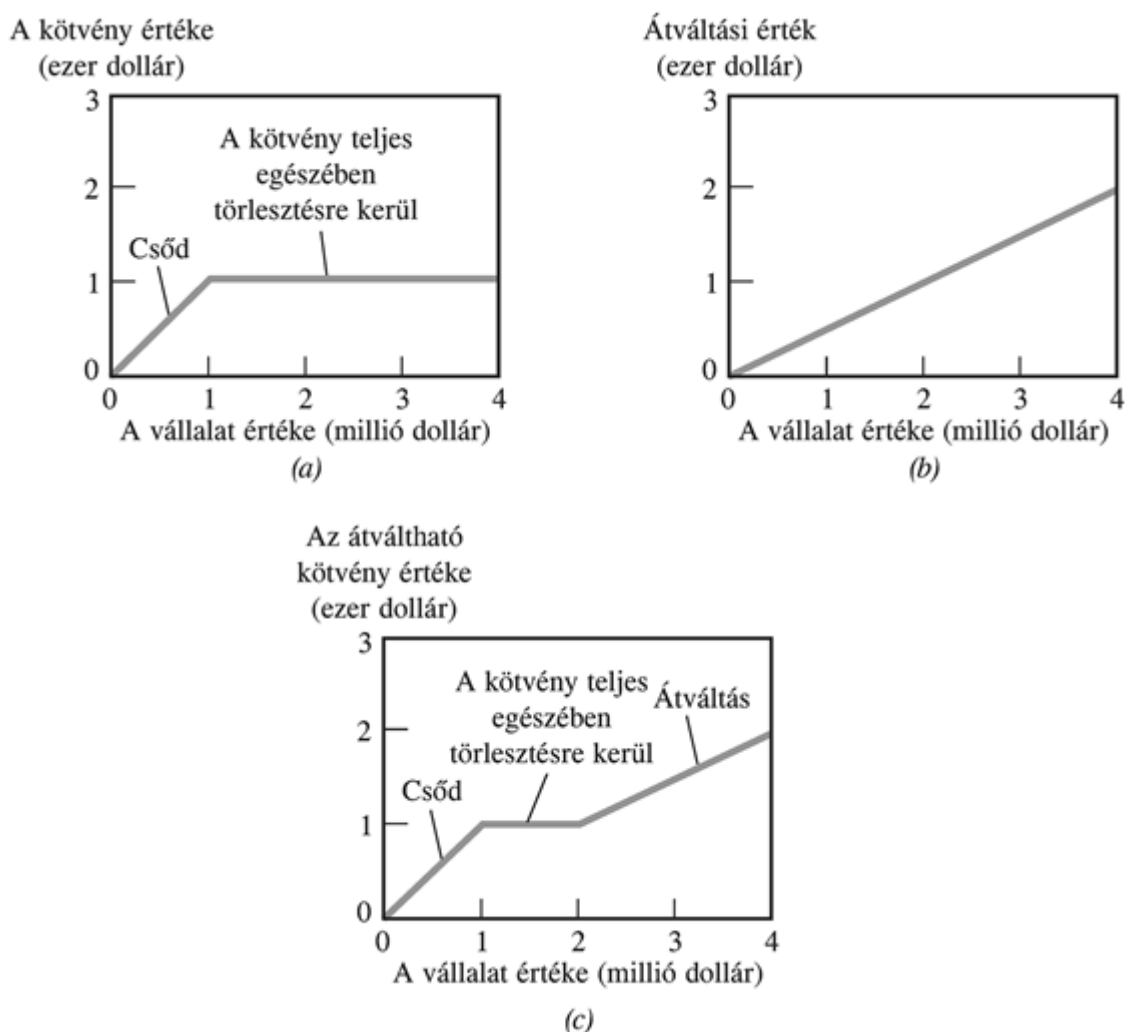 A kötvény értéke
(ezer dollár)
3
2
1
0
A kötvény teljes
egészében
törlesztésre kerül
Csőd
0 1 2 3 4
A vállalat értéke (millió dollár)
(a)
Átváltási érték
(ezer dollár)
3
2
1
0
0 1 2 3 4
A vállalat értéke (millió dollár)
(b)
Az átváltható
kötvény értéke
(ezer dollár)
3
2
1
0
A kötvény teljes
egészében
törlesztésre kerül
Átváltás
Csőd
0 1 2 3 4
A vállalat értéke (millió dollár)
(c)